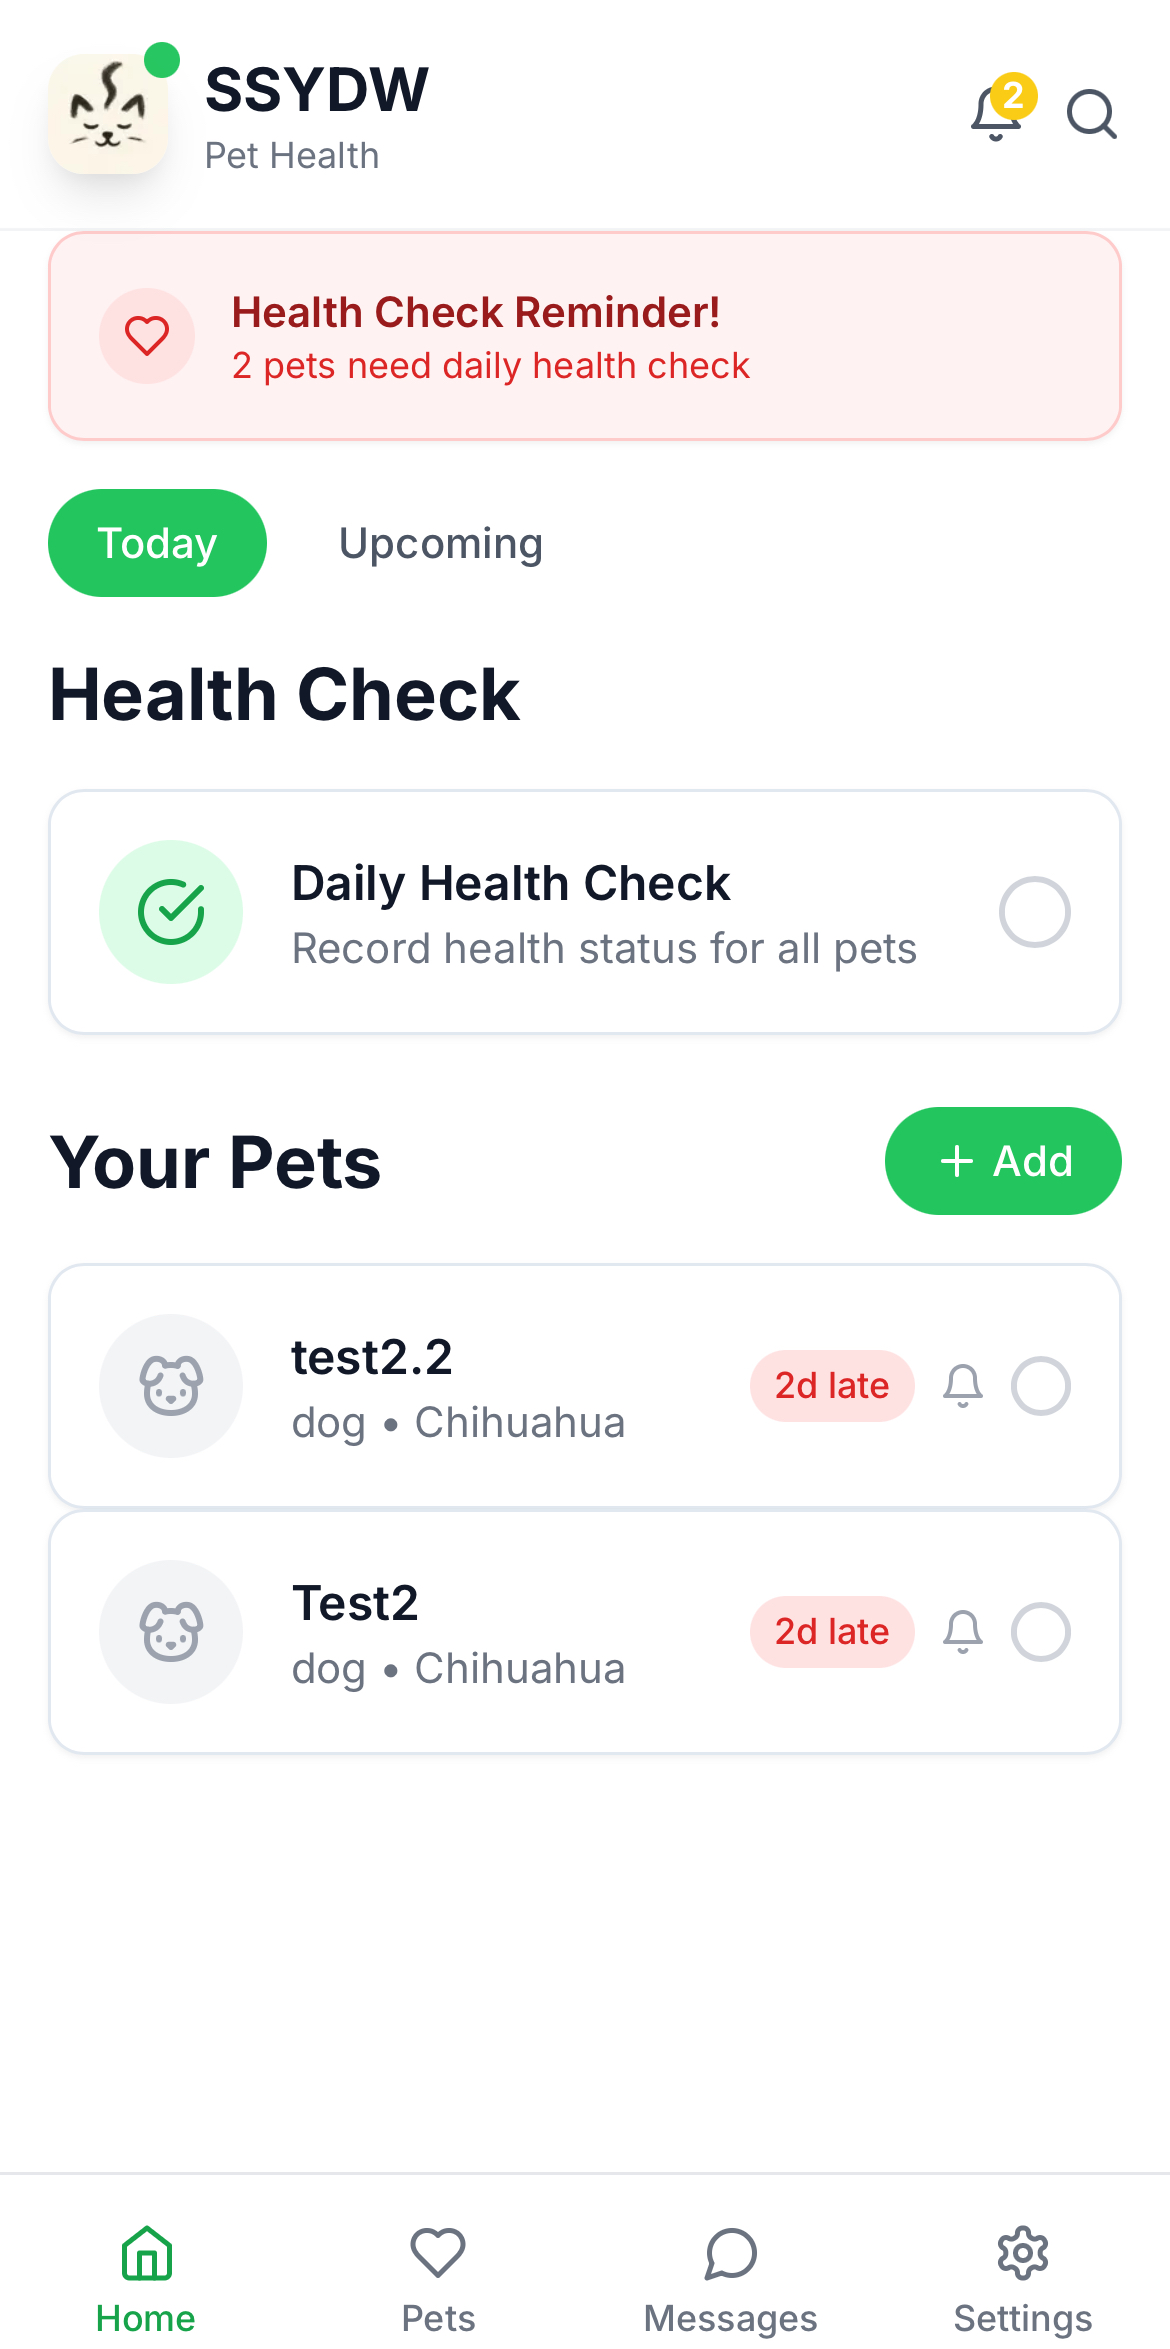 SSYDW
Pet Health
2
Health Check Reminder!
2 pets need daily health check
Today
Upcoming
Health Check
Daily Health Check
Record health status for all pets
Your Pets
+ Add
test2.2
dog • Chihuahua
2d late
Test2
dog • Chihuahua
2d late
Home
Pets
Messages
Settings